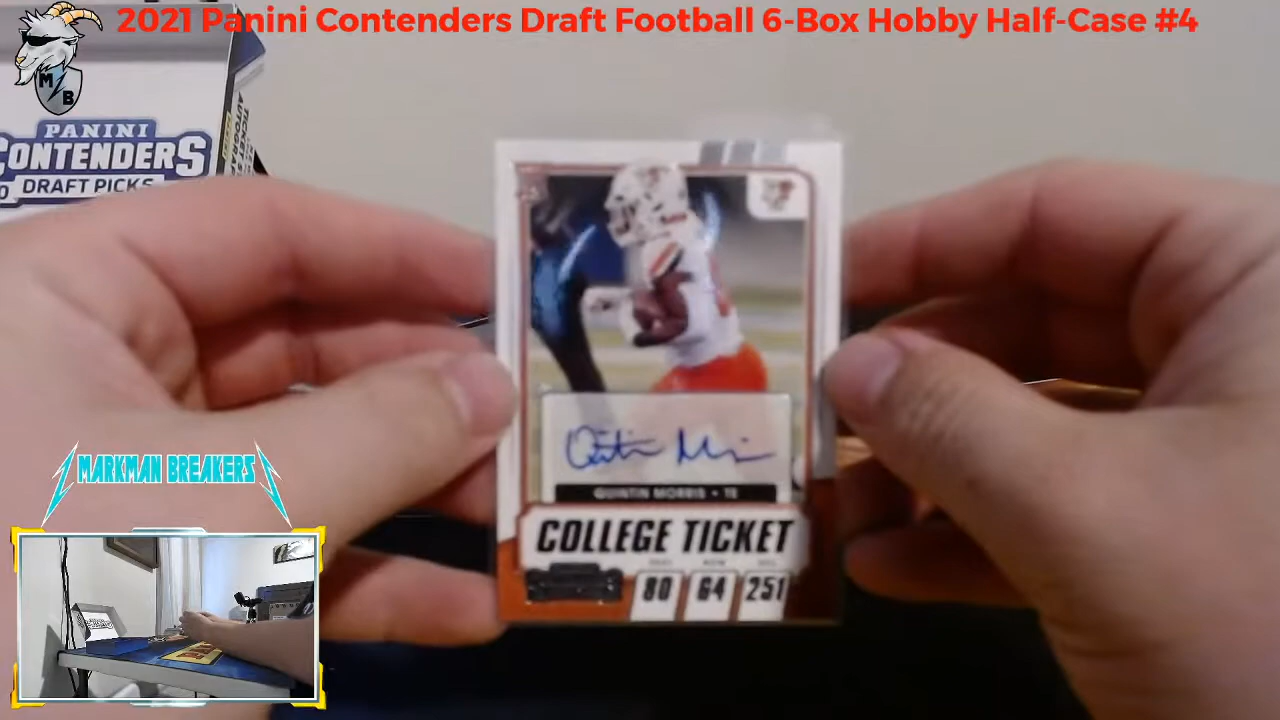 2021 Panini Contenders Draft Football 6-Box Hobby Half-Case #4
M B
PANINI
CONTENDERS
DRAFT PICKS
QUINTIN MORRIS • TE
COLLEGE TICKET
80 64 251
MARKMAN BREAKERS